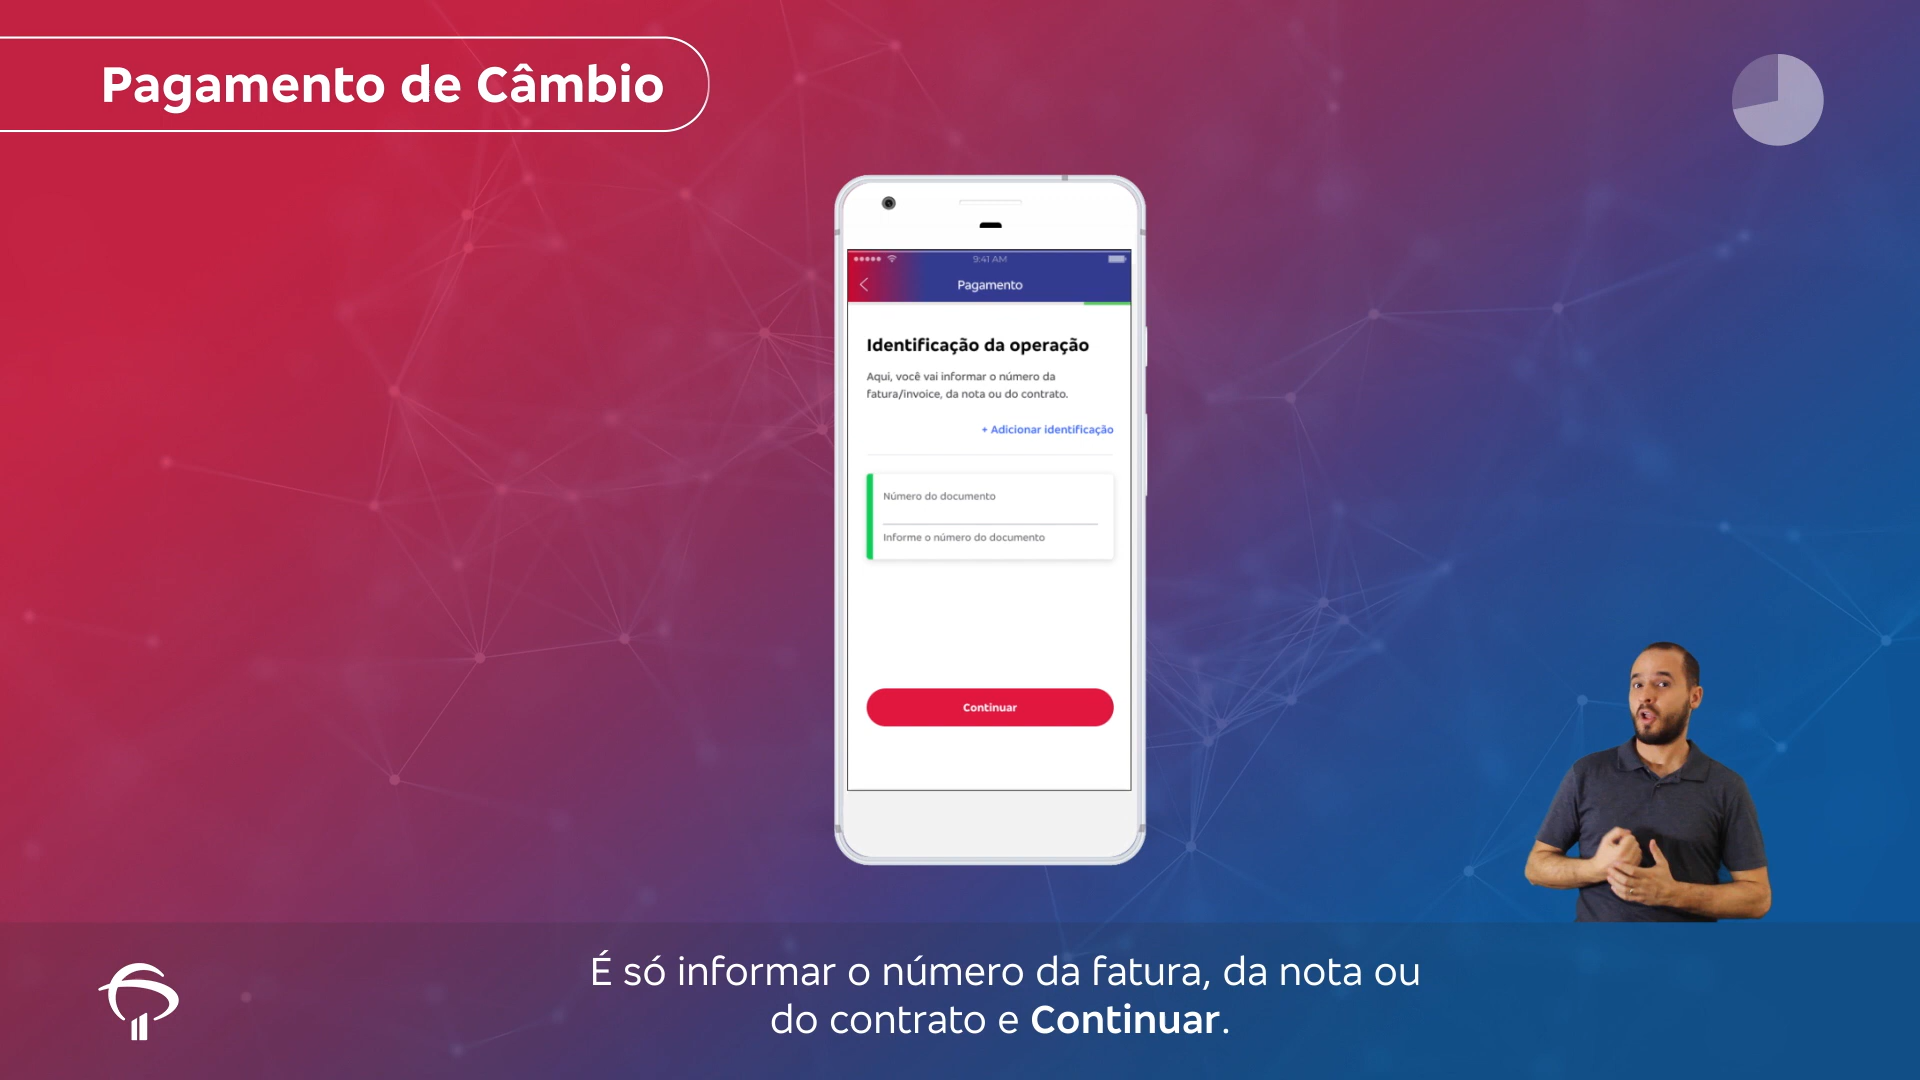 Pagamento de Câmbio
9:41 AM
Pagamento
Identificação da operação
Aqui, você vai informar o número da
fatura/invoice, da nota ou do contrato.
+ Adicionar identificação
Número do documento
Informe o número do documento
Continuar
É só informar o número da fatura, da nota ou
do contrato e Continuar.